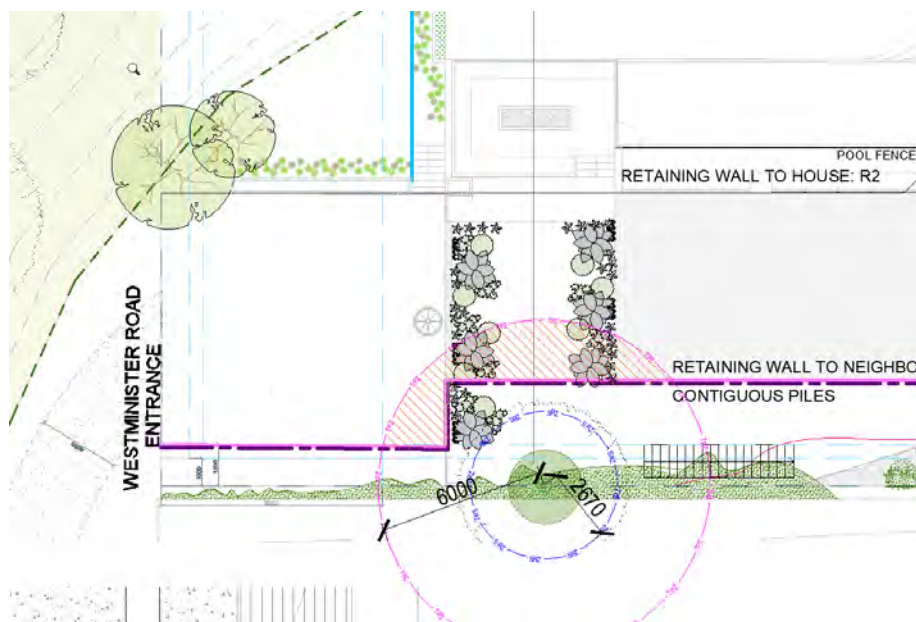 POOL FENCE
RETAINING WALL TO HOUSE: R2
WESTMINISTER ROAD
ENTRANCE
RETAINING WALL TO NEIGHBO
CONTIGUOUS PILES
6000
2670